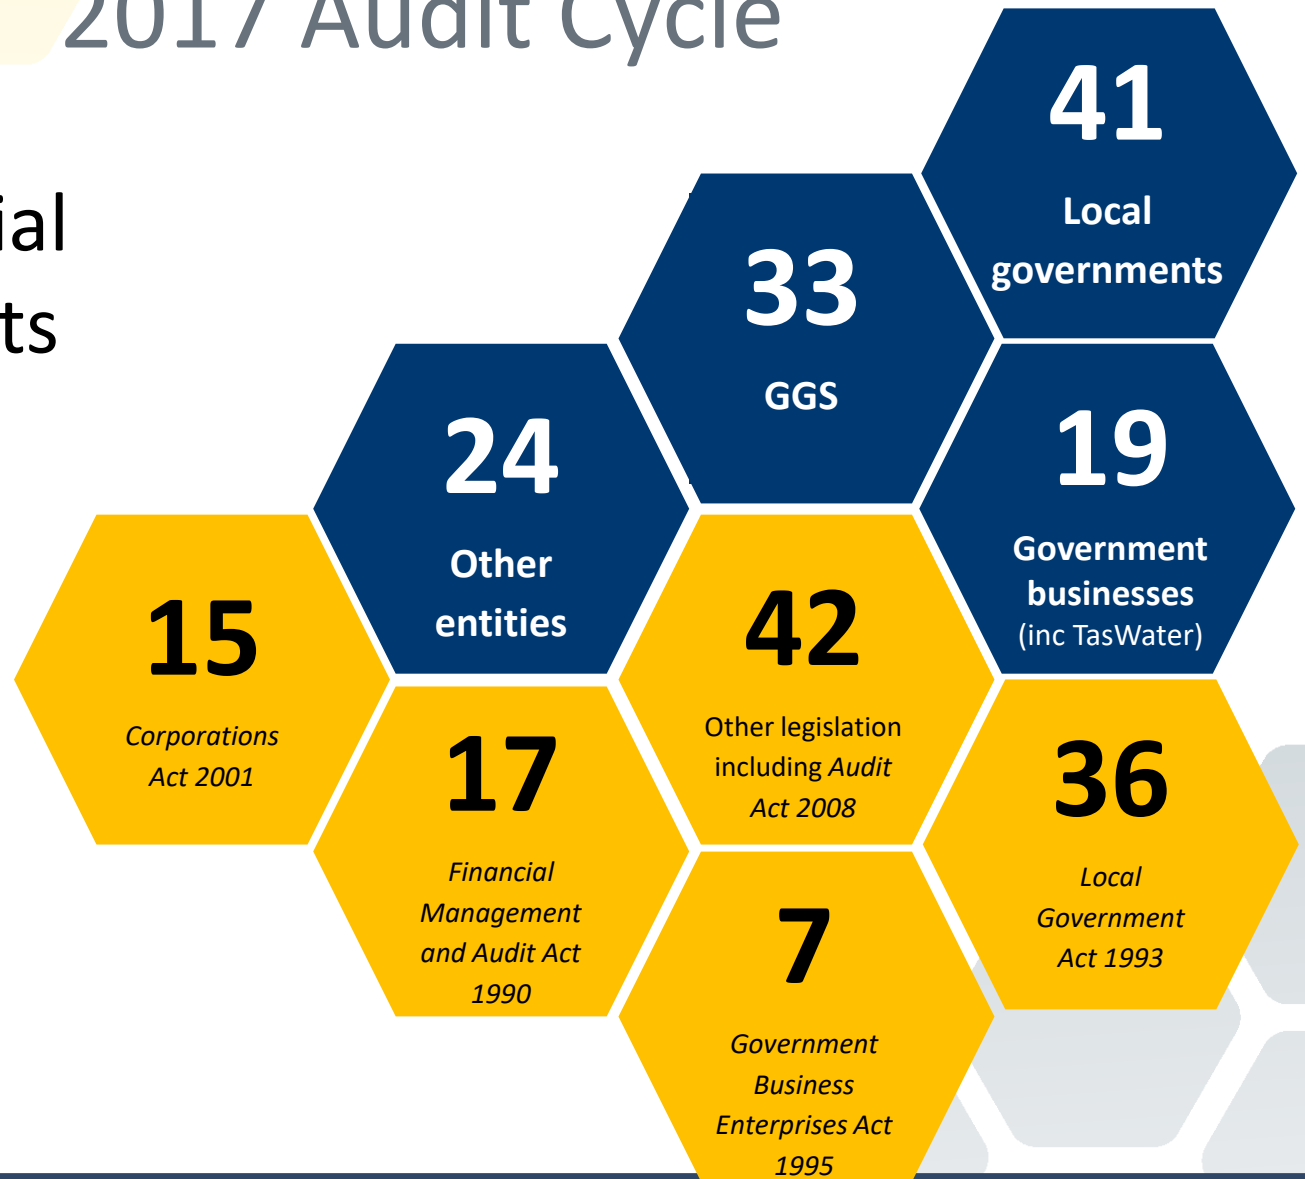 2017 Audit Cycle
ial
ts
41
Local
governments
33
GGS
24
Other
entities
19
Government
businesses
(inc TasWater)
15
Corporations
Act 2001
42
Other legislation
including Audit
Act 2008
17
Financial
Management
and Audit Act
1990
36
Local
Government
Act 1993
7
Government
Business
Enterprises Act
1995